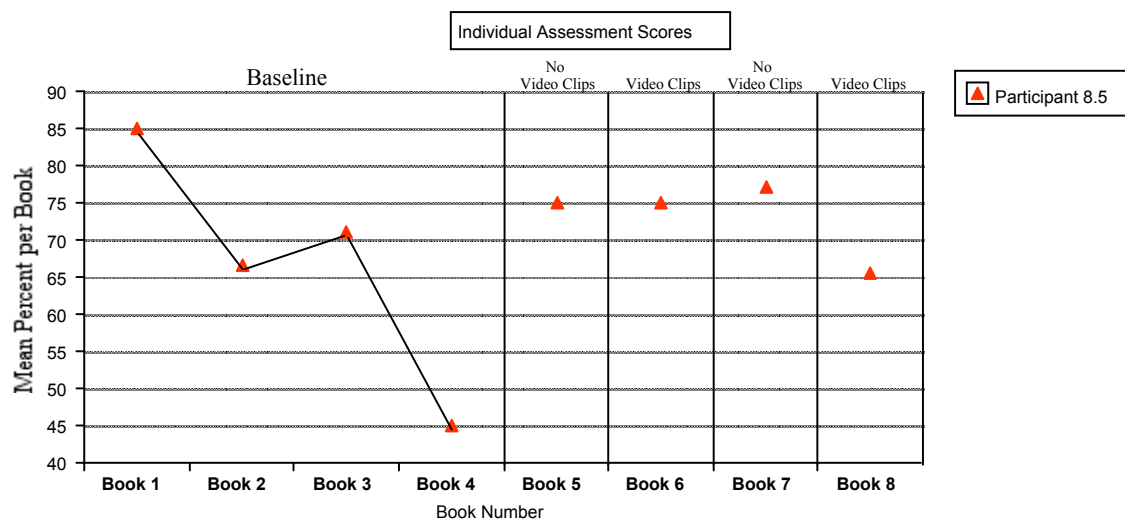 Individual Assessment Scores
Baseline
No
Video Clips
Video Clips
No
Video Clips
Video Clips
Participant 8.5
Mean Percent per Book
90
85
80
75
70
65
60
55
50
45
40
Book 1
Book 2
Book 3
Book 4
Book 5
Book 6
Book 7
Book 8
Book Number